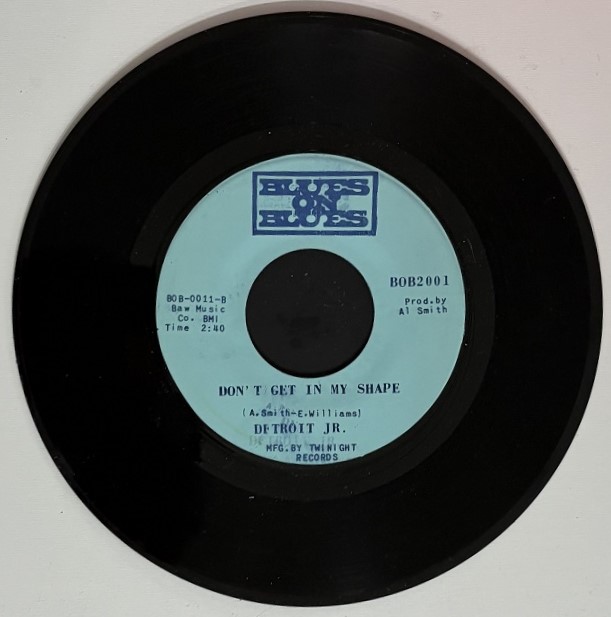 BLUES
ON
BLUES
BOB2001
Prod.by
Al Smith
BOB-0011-B
Baw Music
Co. BMI
Time 2:40
DON'T GET IN MY SHAPE
(A.Smith-E.Williams)
DETROIT JR.
MFG.BY TWINIGHT
RECORDS